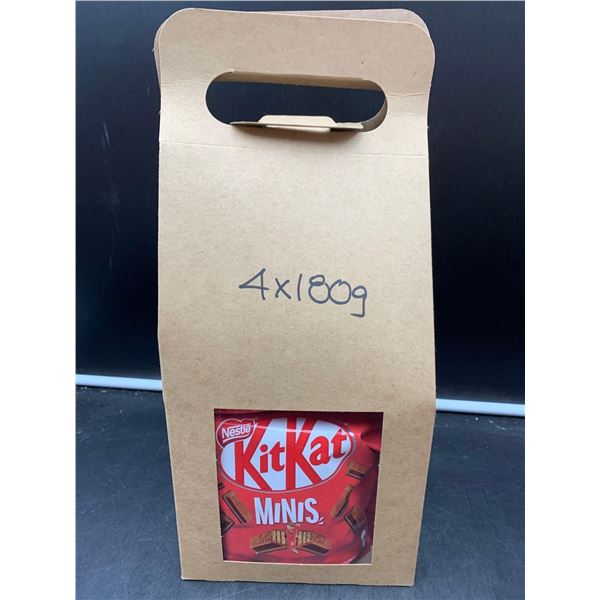 4x180g
Nestlé
KitKat
MINIS